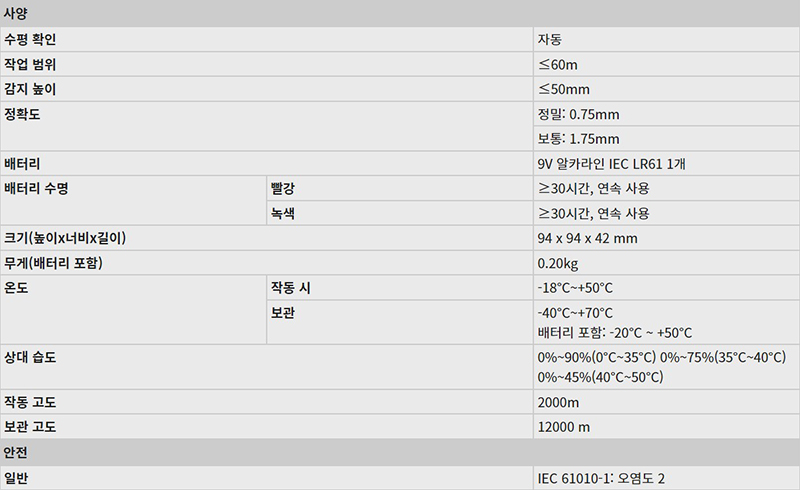 사양
수평 확인 자동
작업 범위 ≤60m
감지 높이 ≤50mm
정확도 정밀: 0.75mm
보통: 1.75mm
배터리 9V 알카라인 IEC LR61 1개
배터리 수명 빨강 ≥30시간, 연속 사용
녹색 ≥30시간, 연속 사용
크기(높이x너비x길이) 94 x 94 x 42 mm
무게(배터리 포함) 0.20kg
온도 작동 시 -18°C~+50°C
보관 -40°C~+70°C
배터리 포함: -20°C ~ +50°C
상대 습도 0%~90%(0°C~35°C) 0%~75%(35°C~40°C)
0%~45%(40°C~50°C)
작동 고도 2000m
보관 고도 12000 m
안전
일반 IEC 61010-1: 오염도 2